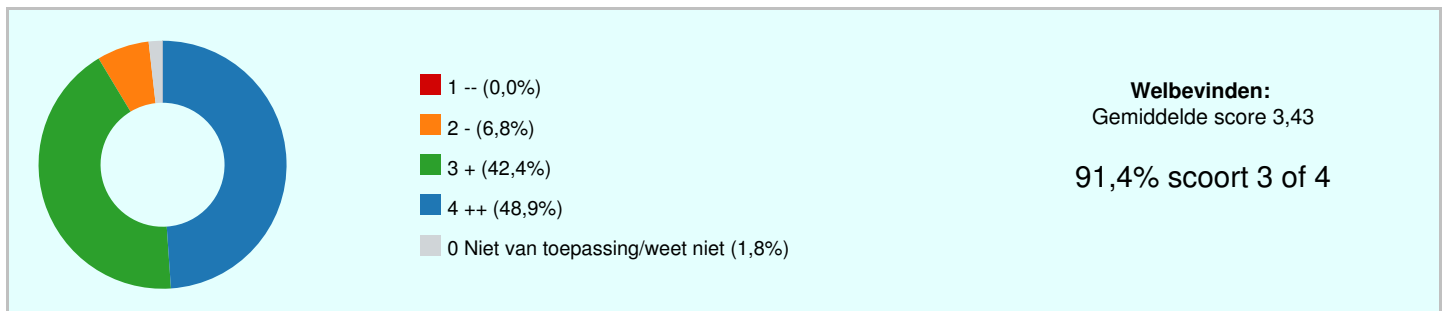 1 -- (0,0%)
2 - (6,8%)
3 + (42,4%)
4 ++ (48,9%)
0 Niet van toepassing/weet niet (1,8%)
Welbevinden:
Gemiddelde score 3,43
91,4% scoort 3 of 4